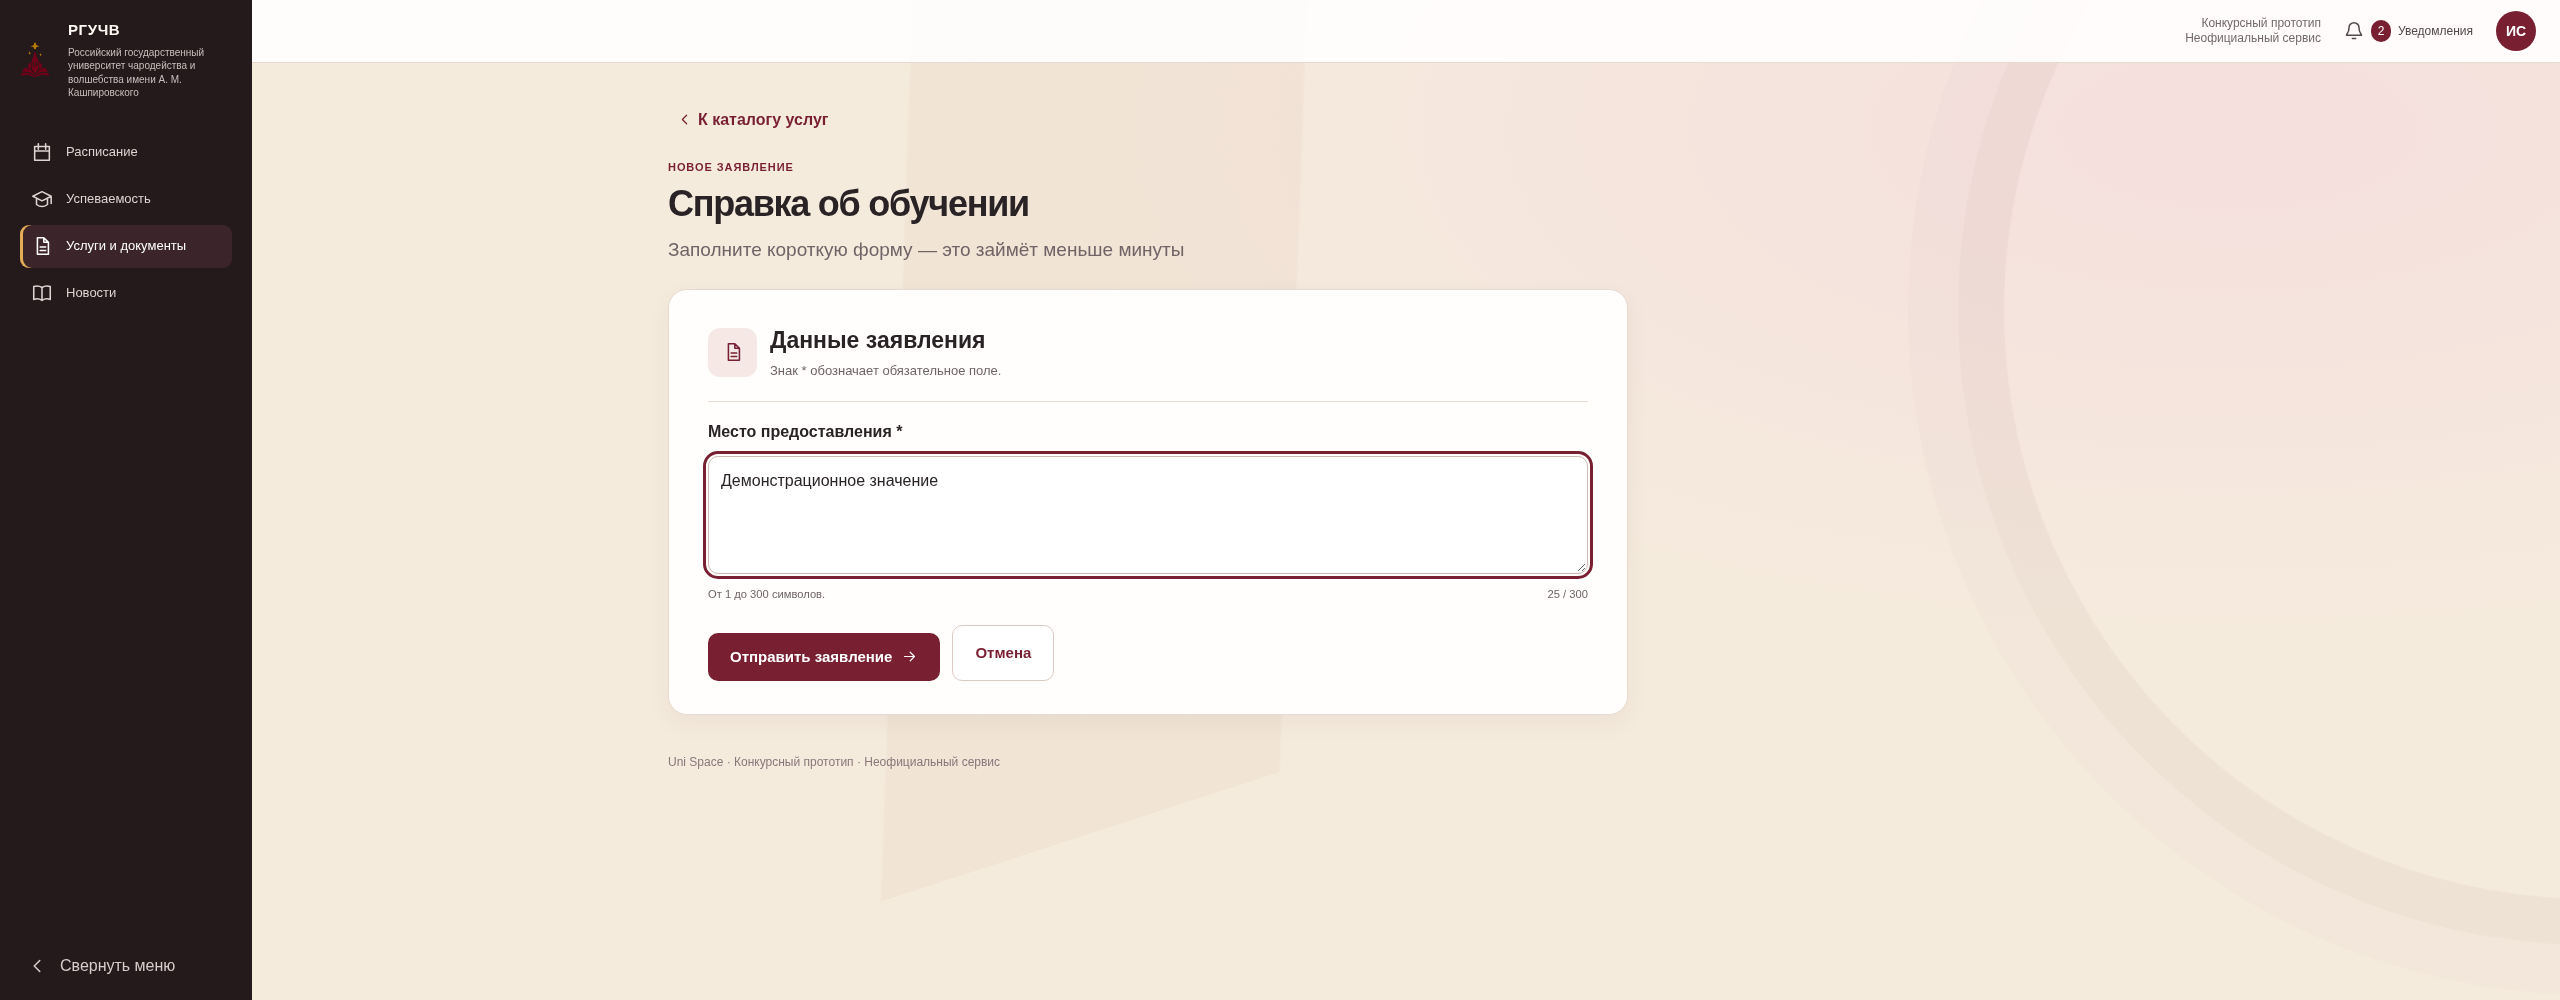 РГУЧВ
Российский государственный
университет чародейства и
волшебства имени А. М.
Кашпировского
Расписание
Успеваемость
Услуги и документы
Новости
Свернуть меню
Конкурсный прототип
Неофициальный сервис
2
Уведомления
ИС
К каталогу услуг
НОВОЕ ЗАЯВЛЕНИЕ
Справка об обучении
Заполните короткую форму — это займёт меньше минуты
Данные заявления
Знак * обозначает обязательное поле.
Место предоставления *
Демонстрационное значение
От 1 до 300 символов.
25 / 300
Отправить заявление
Отмена
Uni Space · Конкурсный прототип · Неофициальный сервис